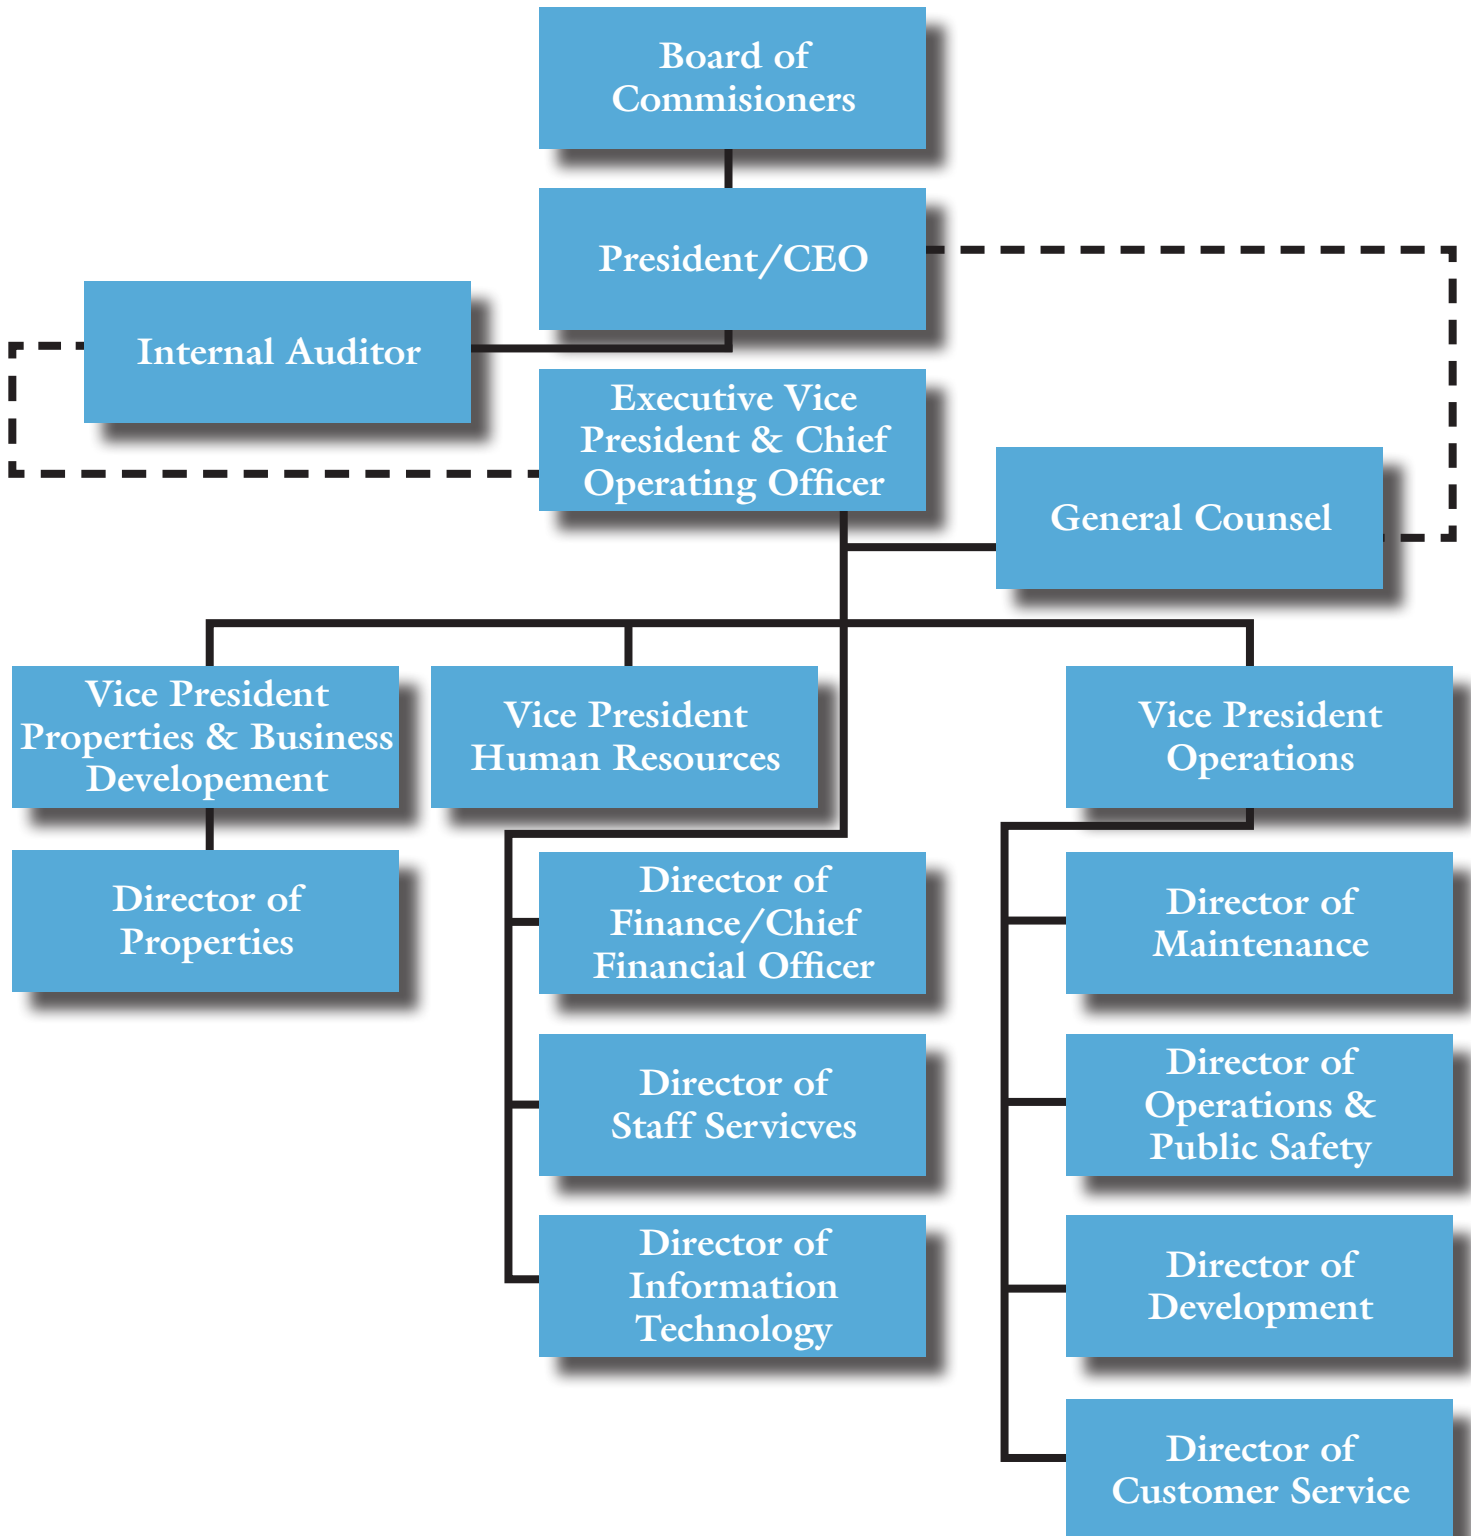 Board of
Commisioners
President/CEO
Internal Auditor
Executive Vice
President & Chief
Operating Officer
General Counsel
Vice President
Properties & Business
Developement
Vice President
Human Resources
Vice President
Operations
Director of
Properties
Director of
Finance/Chief
Financial Officer
Director of
Staff Servicves
Director of
Information
Technology
Director of
Maintenance
Director of
Operations &
Public Safety
Director of
Development
Director of
Customer Service